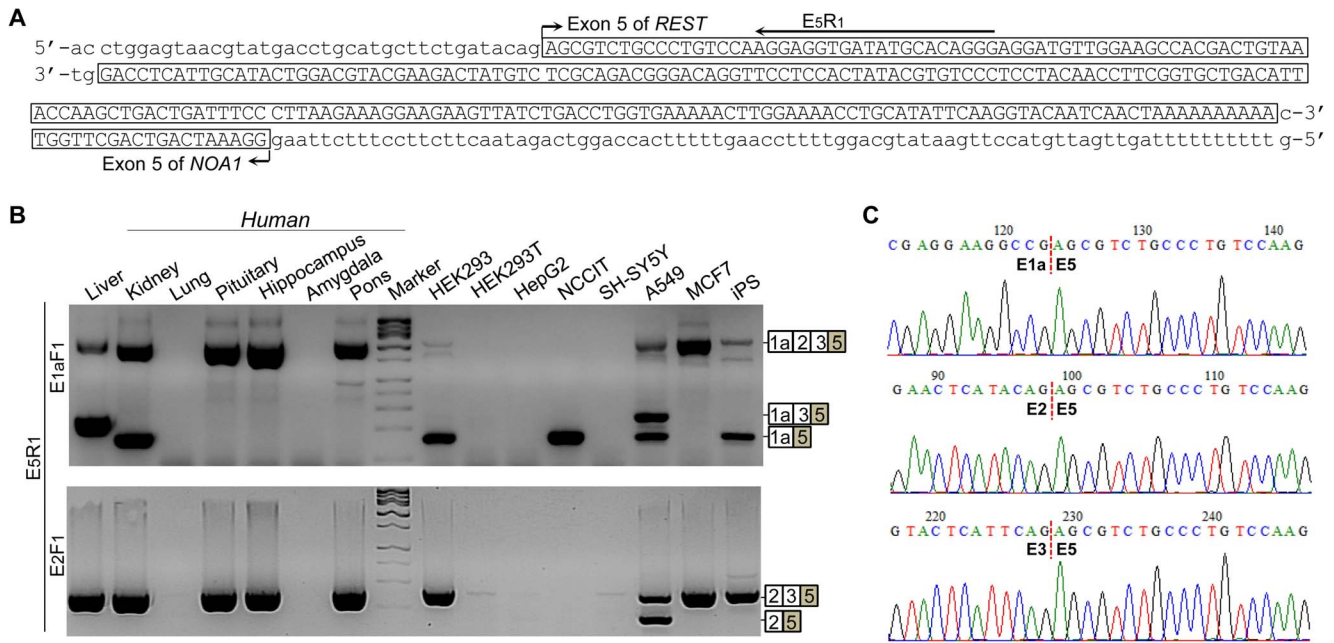 A
Exon 5 of REST
E5R1
5′-ac ctggagtaacgtatgacctgcatgcttctgatacag AGCGTCTGCCCTGTCCAAGGAGGTGATATGCACAGGGAGGATGTTGGAAGCCACGACTGTAA
3′-tg GACCTCATTGCATACTGGACGTACGAAGACTATGTC TCGCAGACGGGACAGGTTCCTCCACTATACGTGTCCCTCCTACAACCTTCGGTGCTGACATT
ACCAAGCTGACTGATTTCC CTTAAGAAAGGAAGAAGTTATCTGACCTGGTGAAAAACTTGGAAAACCTGCATATTCAAGGTACAATCAACTAAAAAAAAAA c-3′
TGGTTCGACTGACTAAAGG gaattctttccttcttcaatagactggaccactttttgaaccttttggacgtataagttccatgttagttgattttttttttt g-5′
Exon 5 of NOA1
B
Human
Liver Kidney Lung Pituitary Hippocampus Amygdala Pons Marker HEK293 HEK293T HepG2 NCCIT SH-SY5Y A549 MCF7 iPS
E5R1
E1aF1
1a 2 3 5
1a 3 5
1a 5
E2F1
2 3 5
2 5
C
120 130 140
CGAGGAAGGCCGAGCGTCTGCCCTGTCCAAG
E1a E5
90 100 110
GAACTCATACAGAGCGTCTGCCCTGTCCAAG
E2 E5
220 230 240
GTACTCATTCAGAGCGTCTGCCCTGTCCAAG
E3 E5